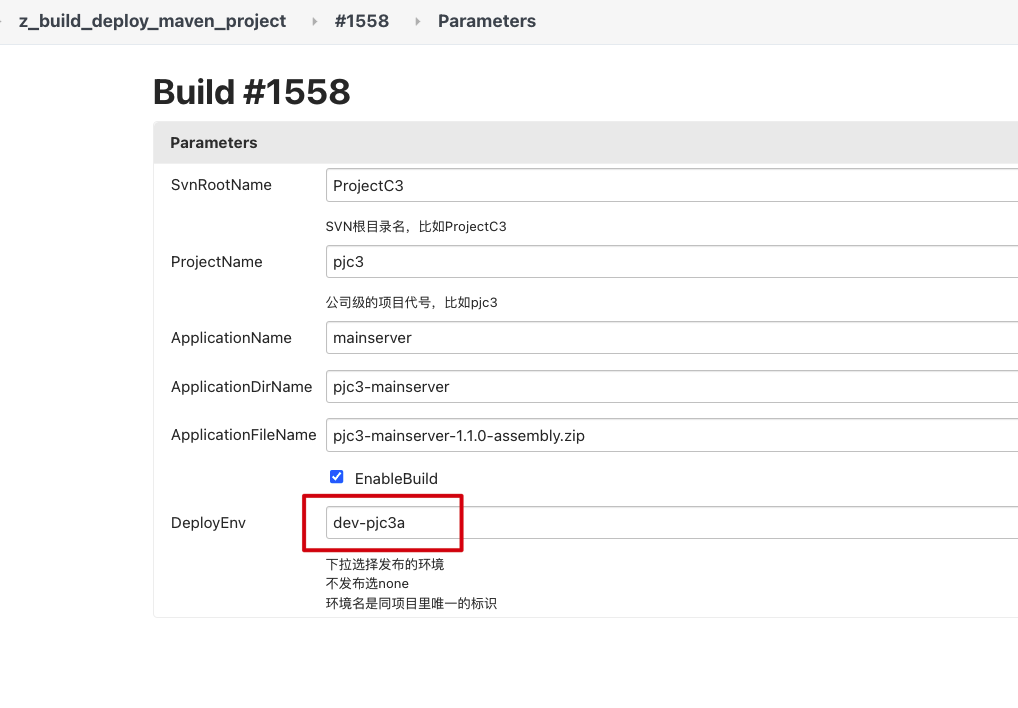 z_build_deploy_maven_project #1558 Parameters
Build #1558
Parameters
SvnRootName ProjectC3
SVN根目录名，比如ProjectC3
ProjectName pjc3
公司级的项目代号，比如pjc3
ApplicationName mainserver
ApplicationDirName pjc3-mainserver
ApplicationFileName pjc3-mainserver-1.1.0-assembly.zip
EnableBuild
DeployEnv dev-pjc3a
下拉选择发布的环境
不发布选none
环境名是同项目里唯一的标识